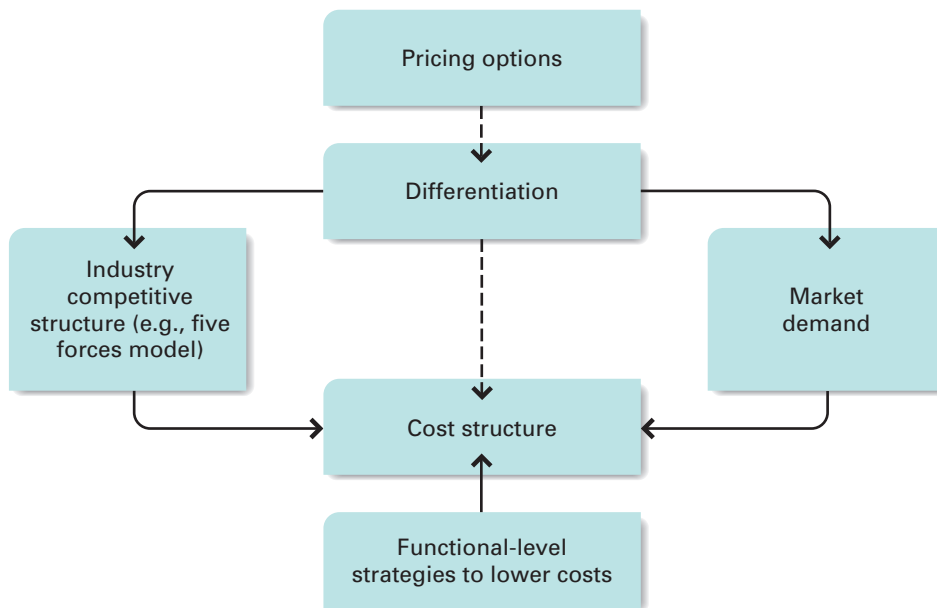 Pricing options
Differentiation
Industry
competitive
structure (e.g., five
forces model)
Market
demand
Cost structure
Functional-level
strategies to lower costs